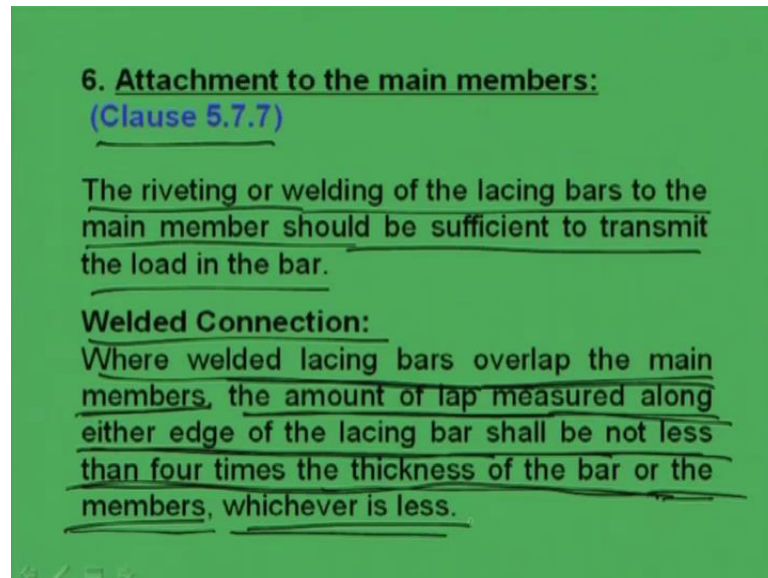 6. Attachment to the main members:
(Clause 5.7.7)
The riveting or welding of the lacing bars to the
main member should be sufficient to transmit
the load in the bar.
Welded Connection:
Where welded lacing bars overlap the main
members, the amount of lap measured along
either edge of the lacing bar shall be not less
than four times the thickness of the bar or the
members, whichever is less.